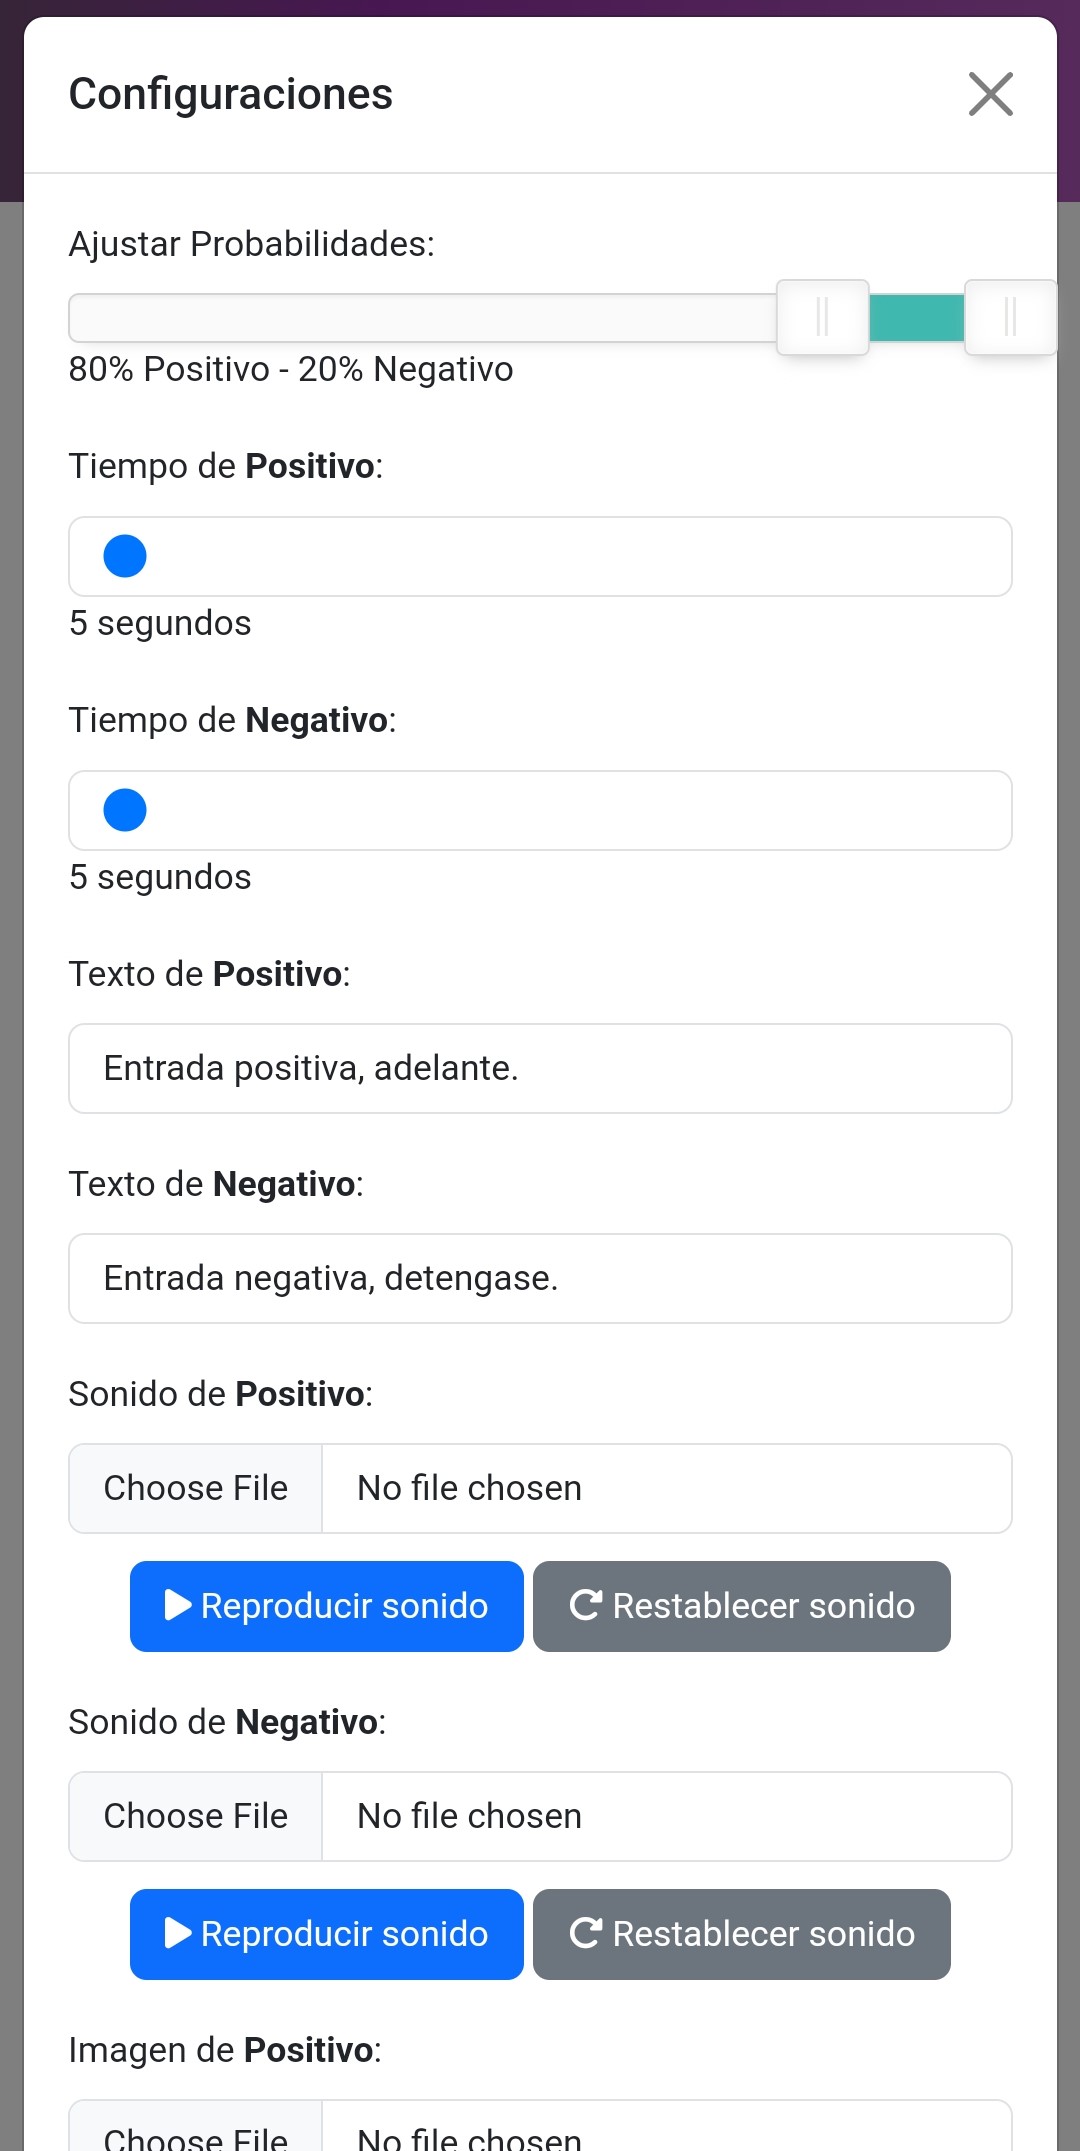 Configuraciones
Ajustar Probabilidades:
80% Positivo - 20% Negativo
Tiempo de Positivo:
5 segundos
Tiempo de Negativo:
5 segundos
Texto de Positivo:
Entrada positiva, adelante.
Texto de Negativo:
Entrada negativa, detengase.
Sonido de Positivo:
Choose File No file chosen
Reproducir sonido Restablecer sonido
Sonido de Negativo:
Choose File No file chosen
Reproducir sonido Restablecer sonido
Imagen de Positivo:
Choose File No file chosen